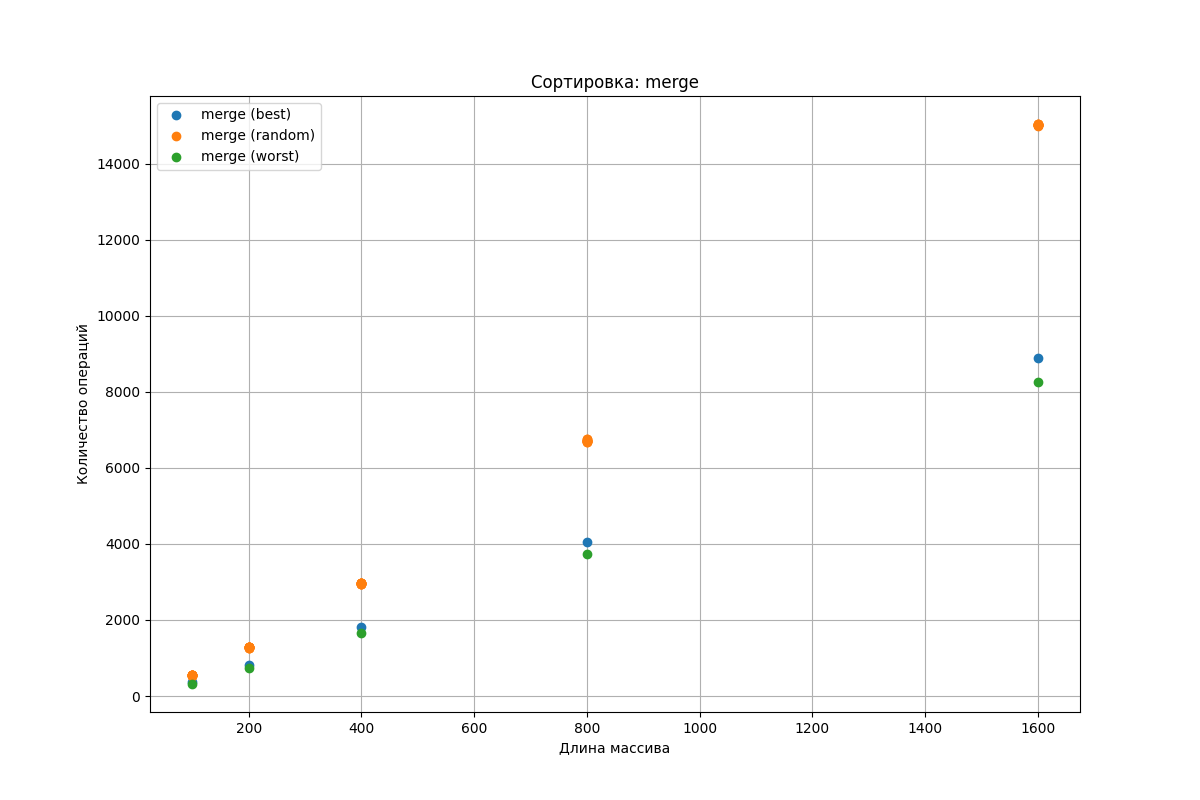 Сортировка: merge
merge (best)
merge (random)
merge (worst)
14000
12000
10000
8000
6000
4000
2000
0
Количество операций
200 400 600 800 1000 1200 1400 1600
Длина массива